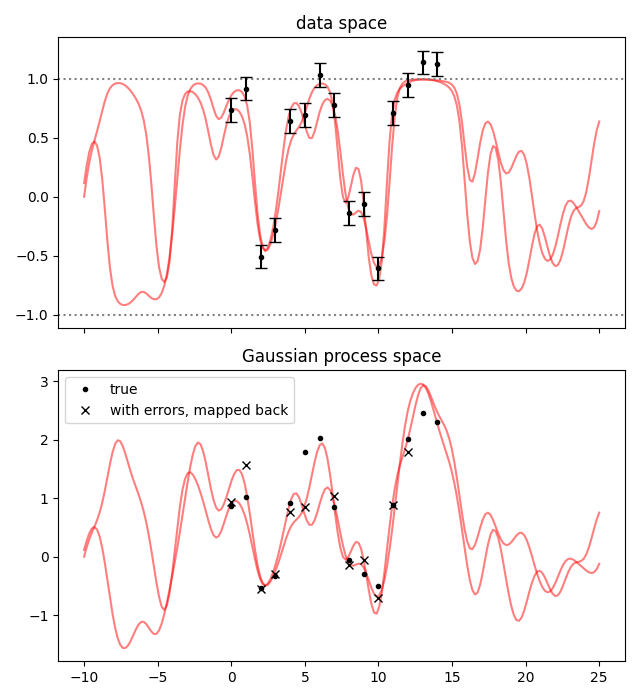 data space
1.0
0.5
0.0
−0.5
−1.0
Gaussian process space
true
with errors, mapped back
3
2
1
0
−1
−10 −5 0 5 10 15 20 25